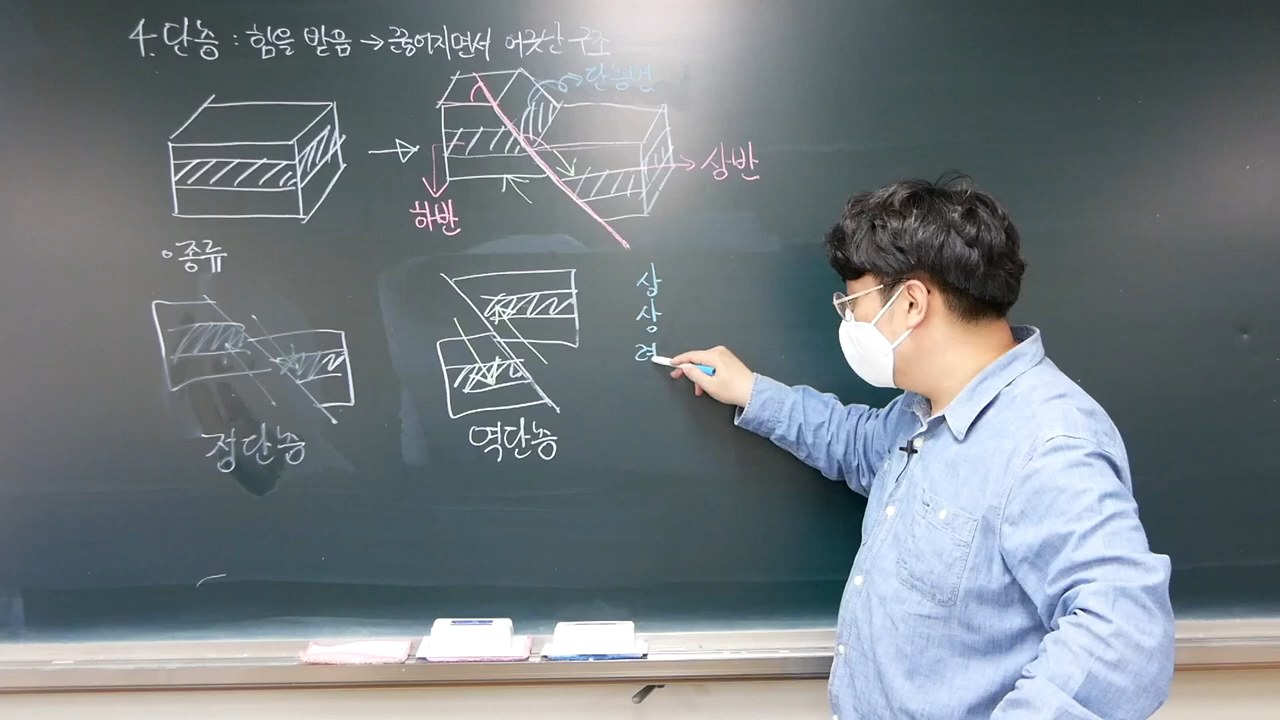 4. 단층 : 힘을 받음 → 끊어지면서 어긋난 구조
단층면
상반
하반
종류
정단층
역단층
상
상
력